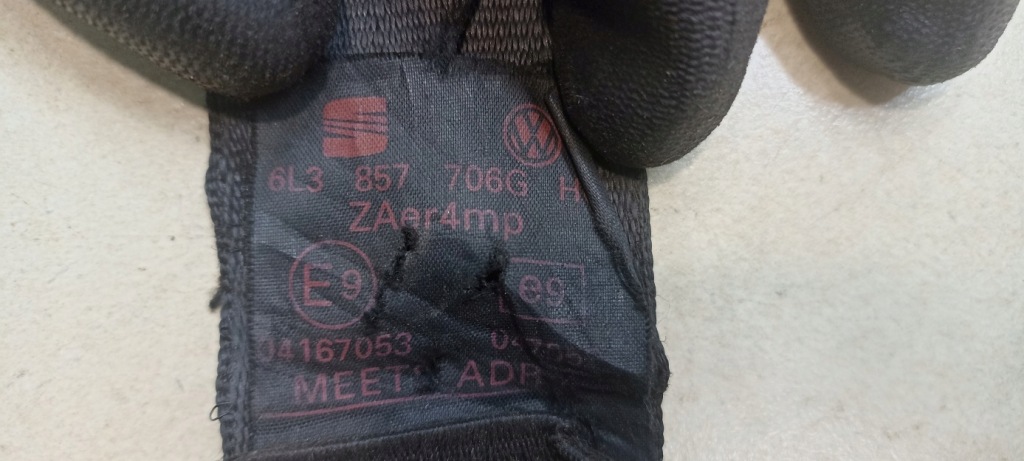 6L3 857 706G H
ZAer4mp
E9 e9
04167053
MEETS ADR